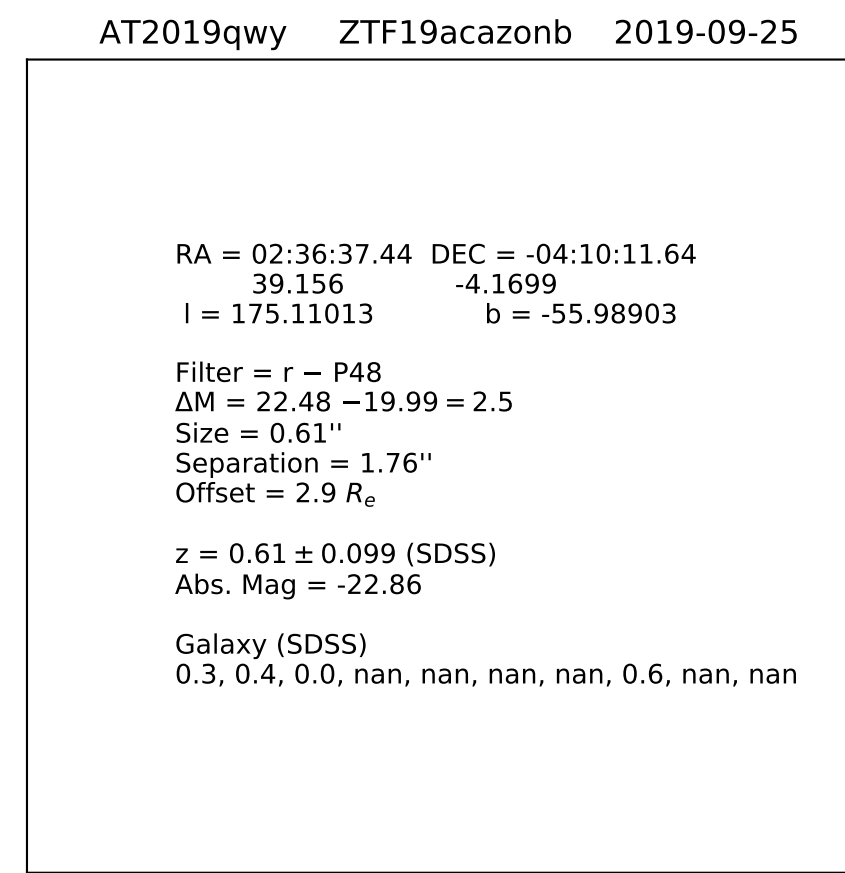 AT2019qwy ZTF19acazonb 2019-09-25
RA = 02:36:37.44 DEC = -04:10:11.64
39.156 -4.1699
l = 175.11013 b = -55.98903
Filter = r − P48
ΔM = 22.48 −19.99 = 2.5
Size = 0.61''
Separation = 1.76''
Offset = 2.9 Re
z = 0.61 ± 0.099 (SDSS)
Abs. Mag = -22.86
Galaxy (SDSS)
0.3, 0.4, 0.0, nan, nan, nan, nan, 0.6, nan, nan